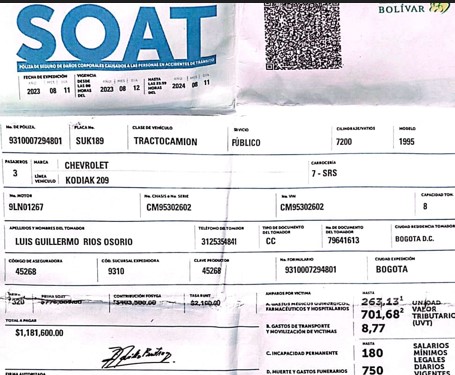 BOLÍVAR
SOAT
PÓLIZA DE SEGURO DE DAÑOS CORPORALES CAUSADOS A LAS PERSONAS EN ACCIDENTES DE TRÁNSITO
FECHA DE EXPEDICIÓN VIGENCIA
2023 08 11 DESDE LAS 00 HORAS DEL 2023 08 12 HASTA LAS 23:59 HORAS DEL 2024 08 11
No. DE PÓLIZA PLACA No. CLASE DE VEHÍCULO SERVICIO CILINDRAJE/VATIOS MODELO
9310007294801 SUK189 TRACTOCAMION PÚBLICO 7200 1995
PASAJEROS MARCA CARROCERÍA
3 CHEVROLET 7 - SRS
LÍNEA VEHÍCULO KODIAK 209
No. MOTOR No. CHASIS o No. SERIE No. VIN CAPACIDAD TON.
9LN01267 CM95302602 CM95302602 8
APELLIDOS Y NOMBRES DEL TOMADOR TELÉFONO DEL TOMADOR TIPO DE DOCUMENTO DEL TOMADOR No. DE DOCUMENTO DEL TOMADOR CIUDAD RESIDENCIA TOMADOR
LUIS GUILLERMO RIOS OSORIO 3125354841 CC 79641613 BOGOTA D.C.
CÓDIGO DE ASEGURADORA CÓD. SUCURSAL EXPEDIDORA CLAVE PRODUCTOR No. FORMULARIO CIUDAD EXPEDICIÓN
45268 9310 45268 9310007294801 BOGOTA
PRIMA SOAT CONTRIBUCIÓN FOSYGA TASA RUNT AMPAROS POR VÍCTIMA HASTA
320 $2,100.00 A. GASTOS MÉDICOS QUIRÚRGICOS, FARMACÉUTICOS Y HOSPITALARIOS 263,13¹
701,68² UNIDAD VALOR TRIBUTARIO (UVT)
TOTAL A PAGAR B. GASTOS DE TRANSPORTE Y MOVILIZACIÓN DE VÍCTIMAS 8,77
$1,181,600.00
HASTA
C. INCAPACIDAD PERMANENTE 180 SALARIOS MÍNIMOS LEGALES DIARIOS VIGENTES
D. MUERTE Y GASTOS FUNERARIOS 750
FIRMA AUTORIZADA